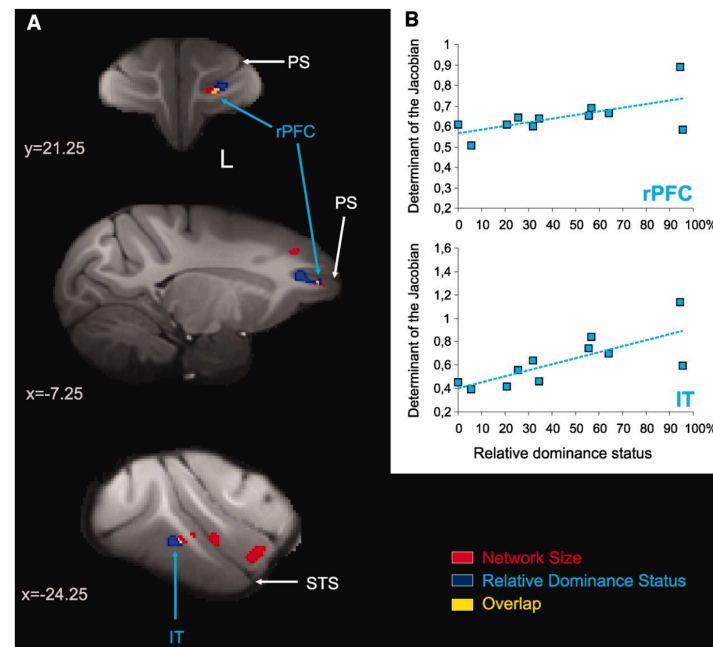 A
PS
rPFC
y=21.25
L
PS
x=-7.25
x=-24.25
STS
IT
B
Determinant of the Jacobian
1
0,9
0,8
0,7
0,6
0,5
0,4
0,3
0,2
0 10 20 30 40 50 60 70 80 90 100%
rPFC
Determinant of the Jacobian
1,6
1,4
1,2
1
0,8
0,6
0,4
0,2
0 10 20 30 40 50 60 70 80 90 100%
IT
Relative dominance status
Network Size
Relative Dominance Status
Overlap